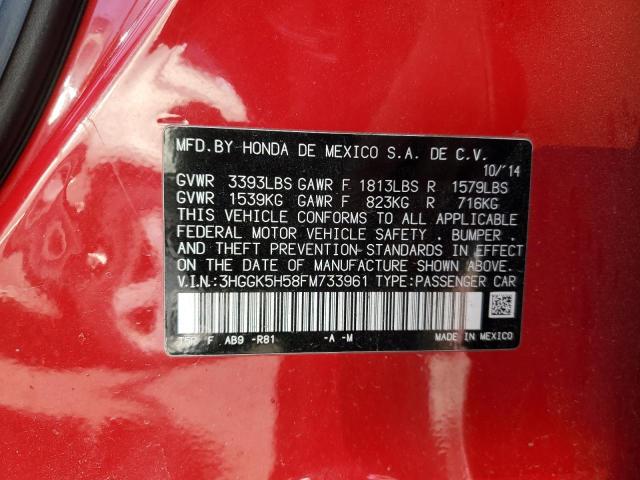 MFD.BY HONDA DE MEXICO S.A. DE C.V.
10/'14
GVWR 3393LBS GAWR F 1813LBS R 1579LBS
GVWR 1539KG GAWR F 823KG R 716KG
THIS VEHICLE CONFORMS TO ALL APPLICABLE
FEDERAL MOTOR VEHICLE SAFETY , BUMPER ,
AND THEFT PREVENTION STANDARDS IN EFFECT
ON THE DATE OF MANUFACTURE SHOWN ABOVE.
V.I.N.:3HGGK5H58FM733961 TYPE:PASSENGER CAR
F AB9 -R81 -A -M MADE IN MEXICO